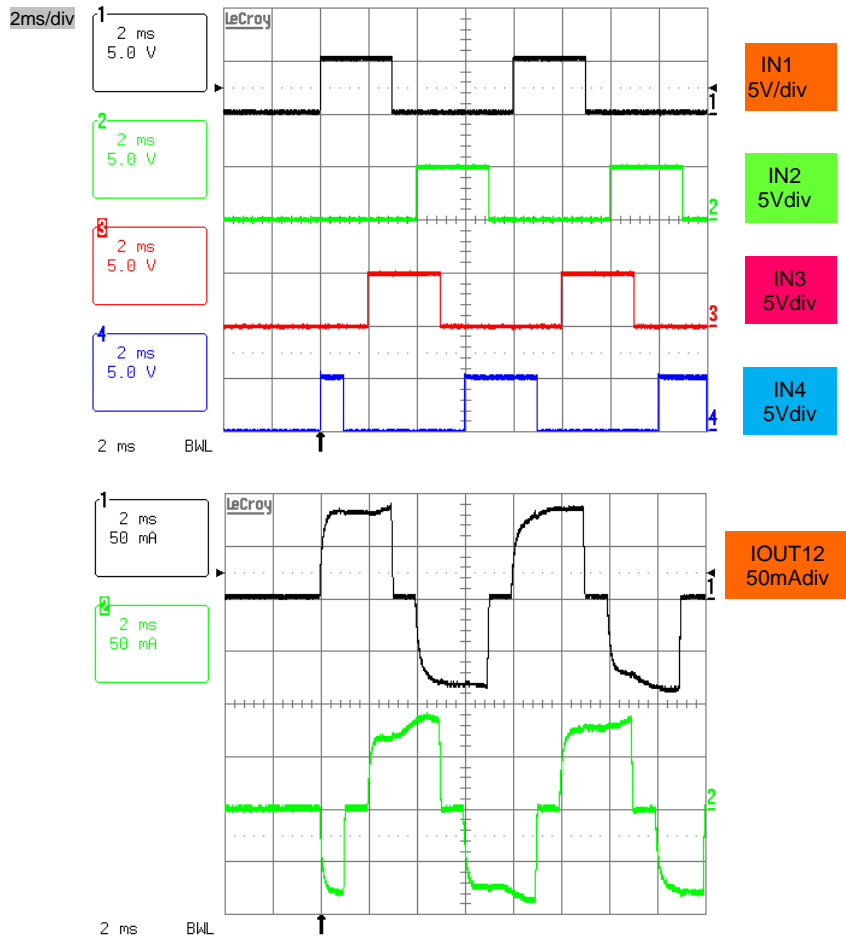 2ms/div
1
2 ms
5.0 V
LeCroy
1
IN1
5V/div
2
2 ms
5.0 V
2
IN2
5Vdiv
3
2 ms
5.0 V
3
IN3
5Vdiv
4
2 ms
5.0 V
4
IN4
5Vdiv
2 ms BWL
1
2 ms
50 mA
LeCroy
1
IOUT12
50mAdiv
2
2 ms
50 mA
2
2 ms BWL